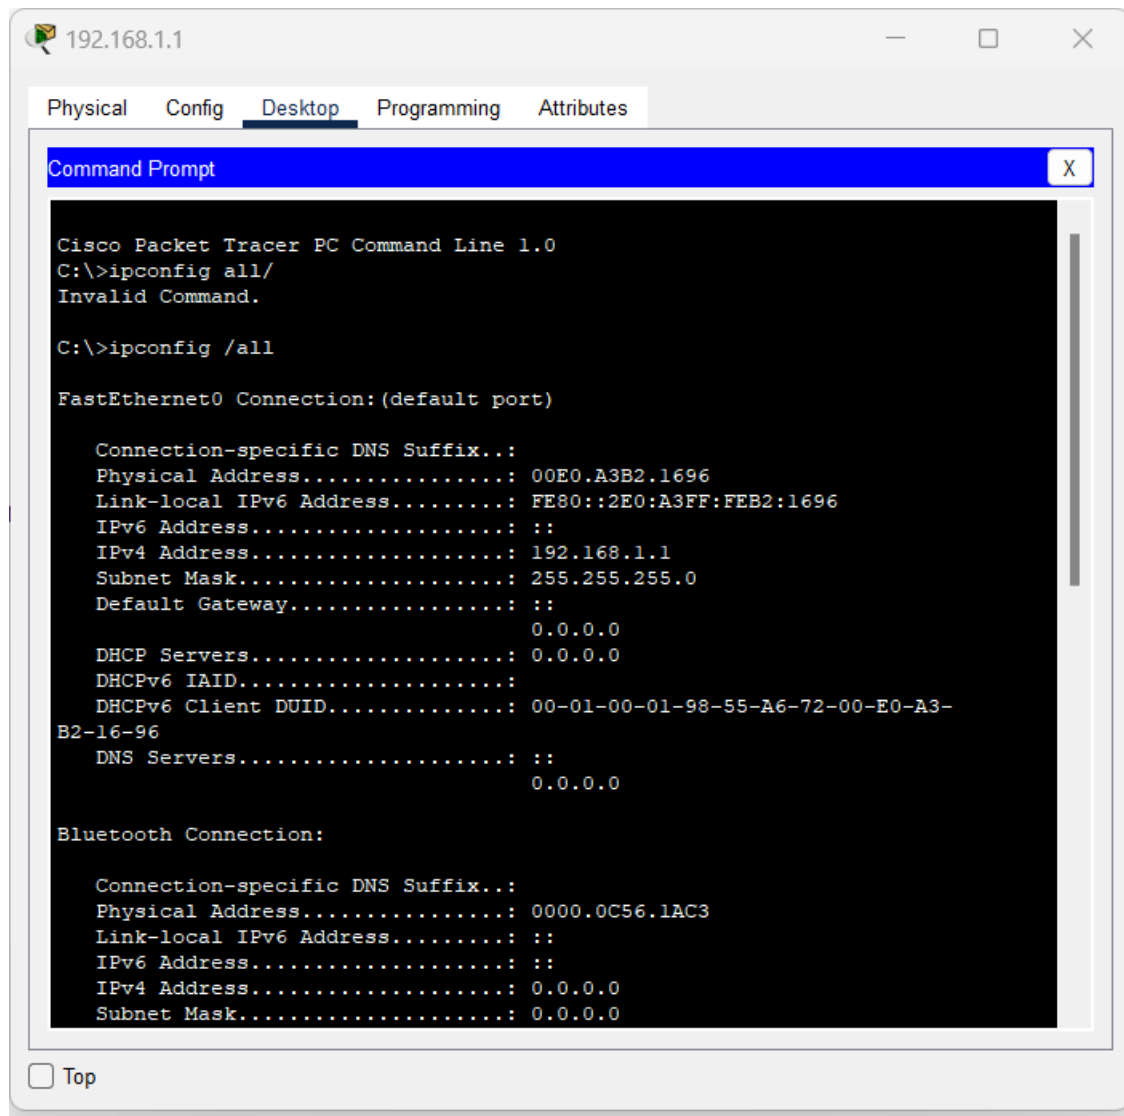 192.168.1.1
Physical Config Desktop Programming Attributes
Command Prompt X
Cisco Packet Tracer PC Command Line 1.0
C:\>ipconfig all/
Invalid Command.
C:\>ipconfig /all
FastEthernet0 Connection:(default port)
Connection-specific DNS Suffix..:
Physical Address................: 00E0.A3B2.1696
Link-local IPv6 Address.........: FE80::2E0:A3FF:FEB2:1696
IPv6 Address....................: ::
IPv4 Address....................: 192.168.1.1
Subnet Mask.....................: 255.255.255.0
Default Gateway.................: ::
0.0.0.0
DHCP Servers....................: 0.0.0.0
DHCPv6 IAID.....................:
DHCPv6 Client DUID..............: 00-01-00-01-98-55-A6-72-00-E0-A3-
B2-16-96
DNS Servers.....................: ::
0.0.0.0
Bluetooth Connection:
Connection-specific DNS Suffix..:
Physical Address................: 0000.0C56.1AC3
Link-local IPv6 Address.........: ::
IPv6 Address....................: ::
IPv4 Address....................: 0.0.0.0
Subnet Mask.....................: 0.0.0.0
Top